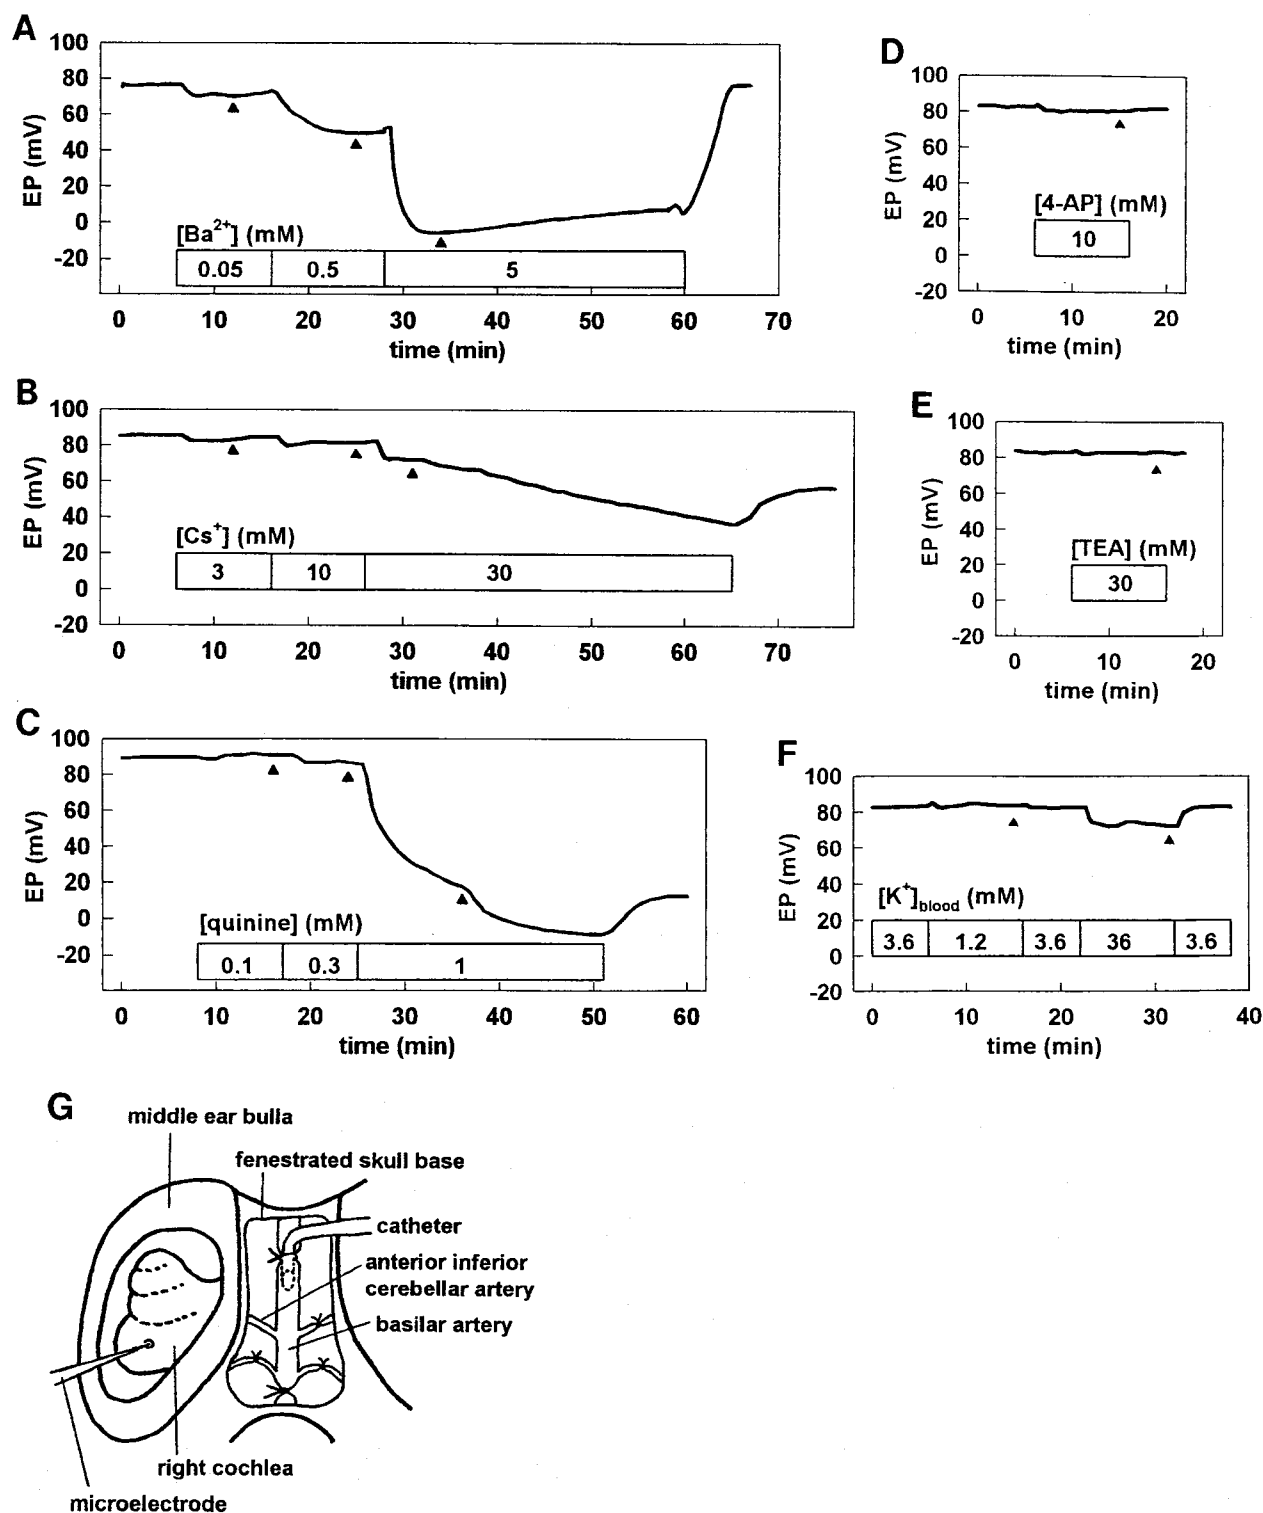 A
100
80
60
40
20
0
-20
EP (mV)
[Ba2+] (mM)
0.05 0.5 5
0 10 20 30 40 50 60 70
time (min)
B
100
80
60
40
20
0
-20
EP (mV)
[Cs+] (mM)
3 10 30
0 10 20 30 40 50 60 70
time (min)
C
100
80
60
40
20
0
-20
EP (mV)
[quinine] (mM)
0.1 0.3 1
0 10 20 30 40 50 60
time (min)
D
100
80
60
40
20
0
-20
EP (mV)
[4-AP] (mM)
10
0 10 20
time (min)
E
100
80
60
40
20
0
-20
EP (mV)
[TEA] (mM)
30
0 10 20
time (min)
F
100
80
60
40
20
0
-20
EP (mV)
[K+]blood (mM)
3.6 1.2 3.6 36 3.6
0 10 20 30 40
time (min)
G
middle ear bulla
fenestrated skull base
catheter
anterior inferior
cerebellar artery
basilar artery
right cochlea
microelectrode